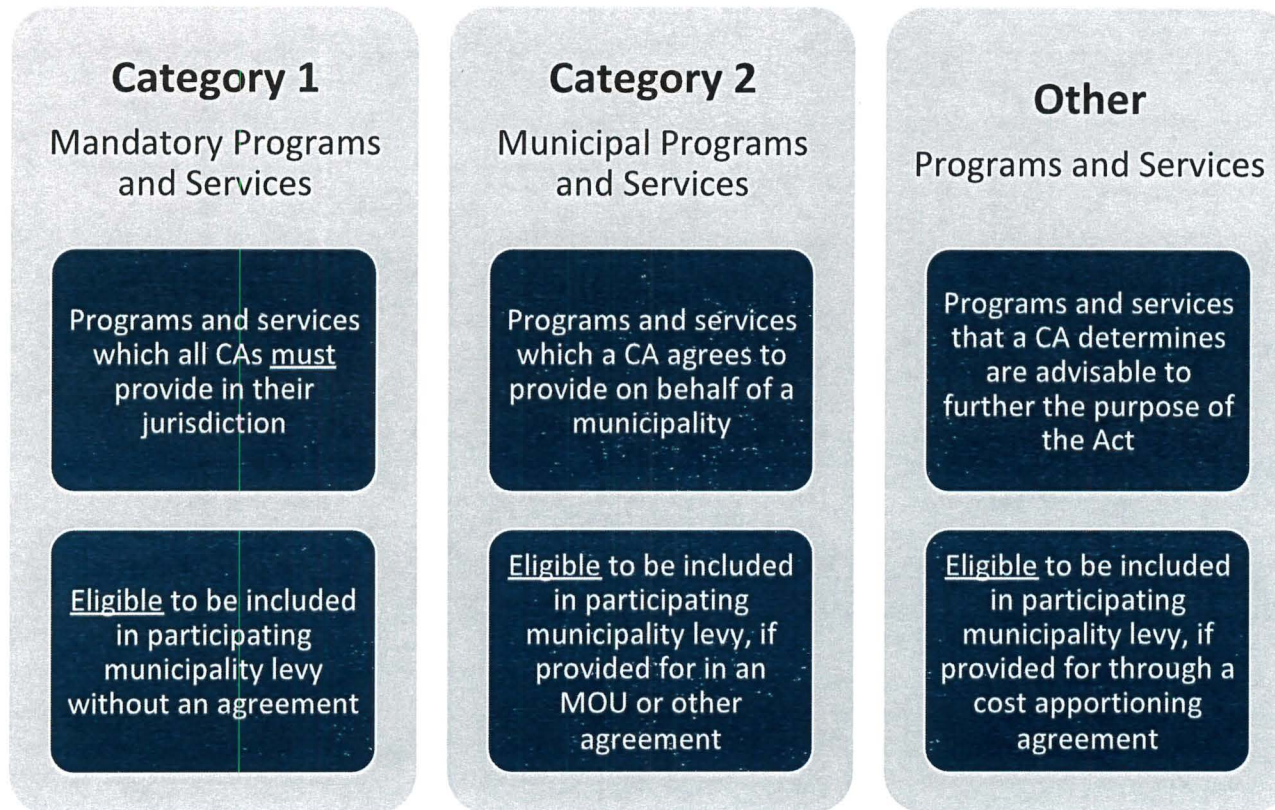 Category 1
Mandatory Programs
and Services
Programs and services
which all CAs must
provide in their
jurisdiction
Eligible to be included
in participating
municipality levy
without an agreement
Category 2
Municipal Programs
and Services
Programs and services
which a CA agrees to
provide on behalf of a
municipality
Eligible to be included
in participating
municipality levy, if
provided for in an
MOU or other
agreement
Other
Programs and Services
Programs and services
that a CA determines
are advisable to
further the purpose of
the Act
Eligible to be included
in participating
municipality levy, if
provided for through a
cost apportioning
agreement